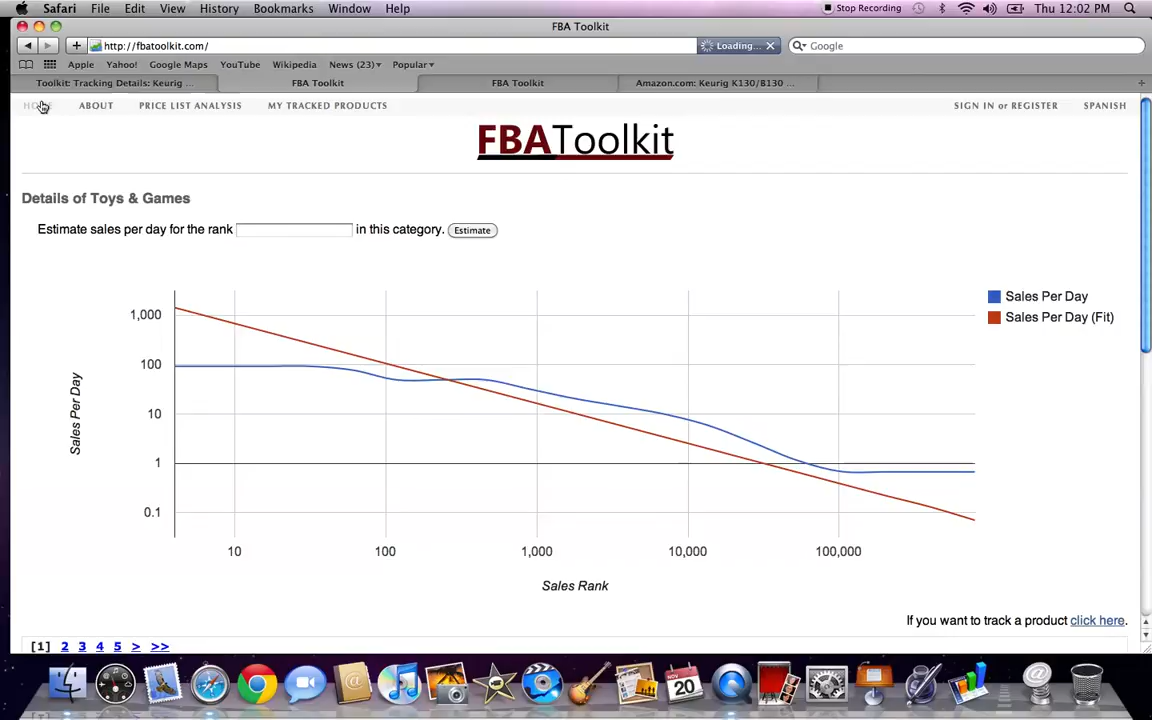 Safari File Edit View History Bookmarks Window Help Stop Recording Thu 12:02 PM
FBA Toolkit
http://fbatoolkit.com/ Loading... Google
Apple Yahoo! Google Maps YouTube Wikipedia News (23) Popular
Toolkit: Tracking Details: Keurig ... FBA Toolkit FBA Toolkit Amazon.com: Keurig K130/B130 ...
HOME ABOUT PRICE LIST ANALYSIS MY TRACKED PRODUCTS SIGN IN or REGISTER SPANISH
FBAToolkit
Details of Toys & Games
Estimate sales per day for the rank in this category. Estimate
Sales Per Day
Sales Per Day (Fit)
1,000
100
10
1
0.1
Sales Per Day
10 100 1,000 10,000 100,000
Sales Rank
If you want to track a product click here.
[1] 2 3 4 5 > >>
NOV
20